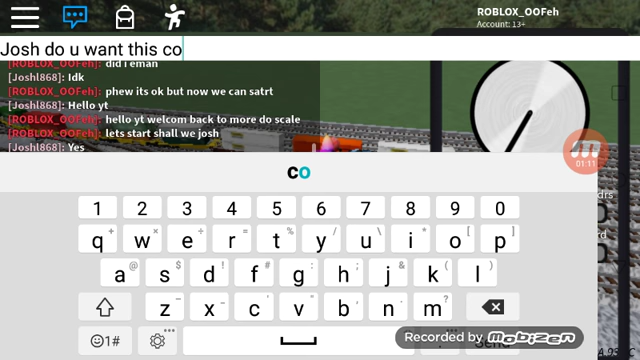 ROBLOX_OOFeh
Account: 13+
Josh do u want this co
[ROBLOX_OOFeh]: did i eman
[Joshl868]: Idk
[ROBLOX_OOFeh]: phew its ok but now we can satrt
[Joshl868]: Hello yt
[ROBLOX_OOFeh]: hello yt welcom back to more do scale
[ROBLOX_OOFeh]: lets start shall we josh
[Joshl868]: Yes
01:11
co
1 2 3 4 5 6 7 8 9 0
q + w × e ÷ r = t % y / u \ i * o [ p ]
a @ s $ d ! f # g : h ; j & k ( l )
z - x - c ' v " b , n . m ?
☺1#
Recorded by Mobizen